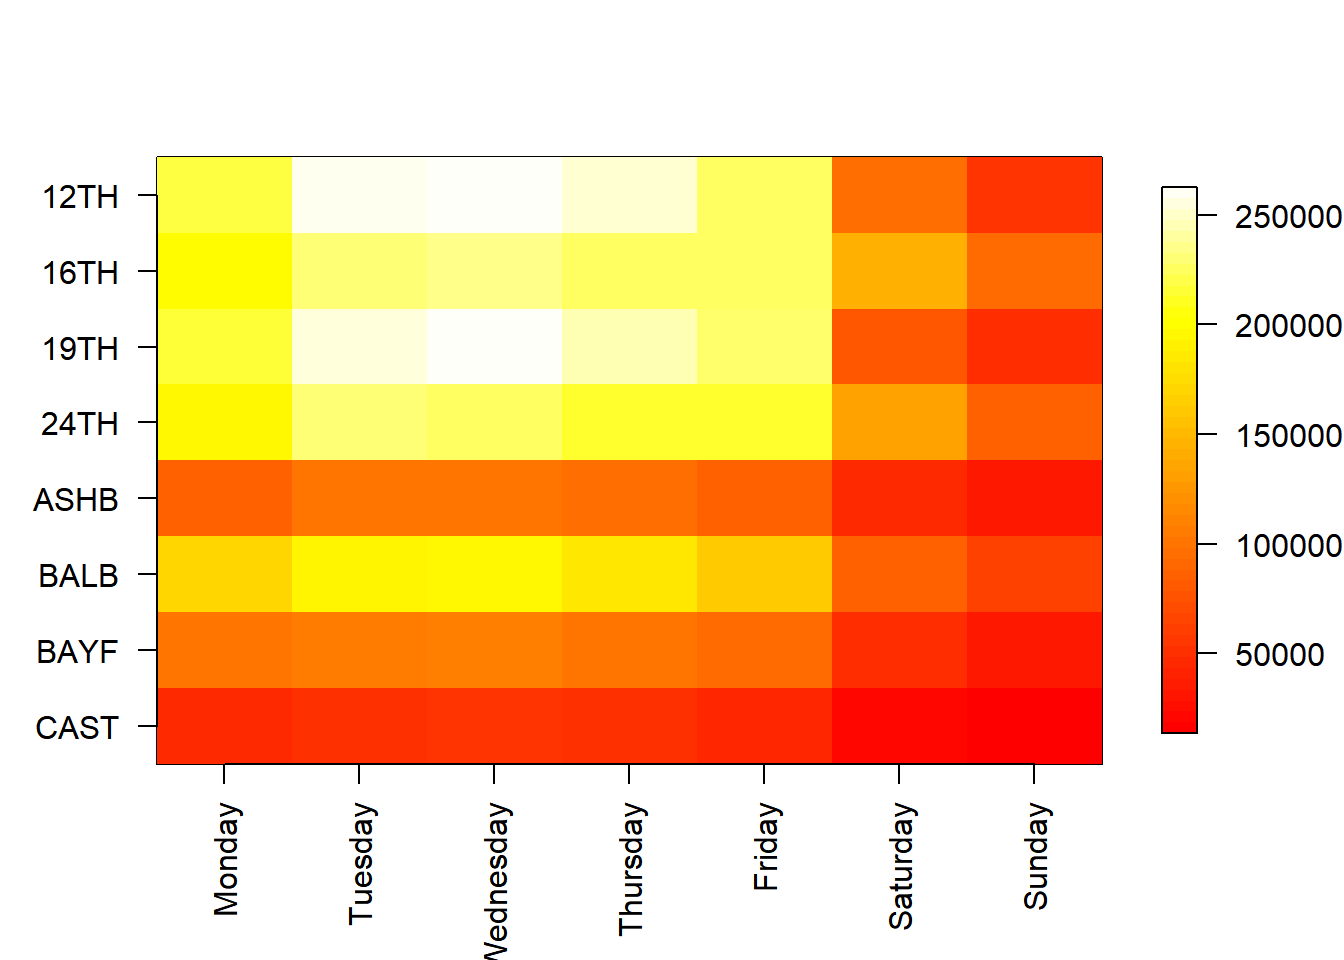 12TH
16TH
19TH
24TH
ASHB
BALB
BAYF
CAST
Monday
Tuesday
Wednesday
Thursday
Friday
Saturday
Sunday
250000
200000
150000
100000
50000